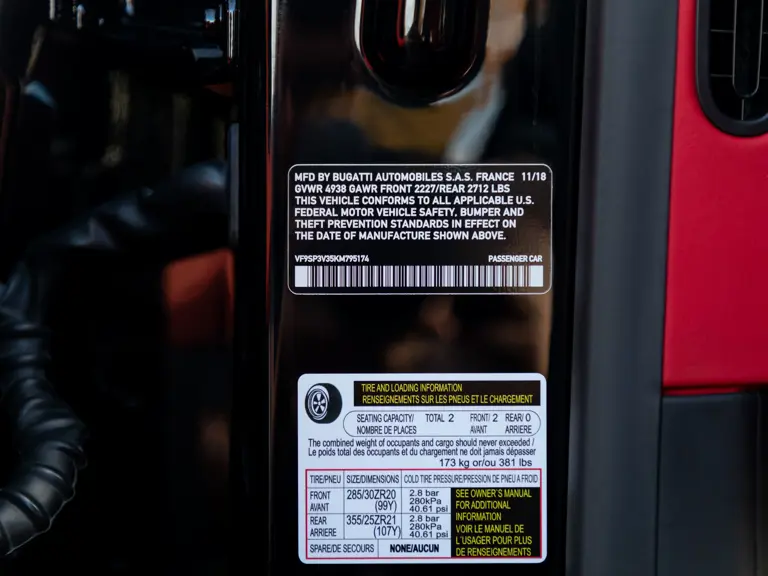 MFD BY BUGATTI AUTOMOBILES S.A.S. FRANCE 11/18
GVWR 4938 GAWR FRONT 2227/REAR 2712 LBS
THIS VEHICLE CONFORMS TO ALL APPLICABLE U.S.
FEDERAL MOTOR VEHICLE SAFETY, BUMPER AND
THEFT PREVENTION STANDARDS IN EFFECT ON
THE DATE OF MANUFACTURE SHOWN ABOVE.
VF9SP3V35KM795174 PASSENGER CAR
TIRE AND LOADING INFORMATION
RENSEIGNEMENTS SUR LES PNEUS ET LE CHARGEMENT
SEATING CAPACITY/ TOTAL 2 FRONT/ 2 REAR/ 0
NOMBRE DE PLACES AVANT ARRIERE
The combined weight of occupants and cargo should never exceeded /
Le poids total des occupants et du chargement ne doit jamais dépasser
173 kg or/ou 381 lbs
TIRE/PNEU SIZE/DIMENSIONS COLD TIRE PRESSURE/PRESSION DE PNEU A FROID
FRONT 285/30ZR20 2.8 bar
AVANT (99Y) 280kPa
40.61 psi
REAR 355/25ZR21 2.8 bar
ARRIERE (107Y) 280kPa
40.61 psi
SPARE/DE SECOURS NONE/AUCUN
SEE OWNER´S MANUAL
FOR ADDITIONAL
INFORMATION
VOIR LE MANUEL DE
L´USAGER POUR PLUS
DE RENSEIGNEMENTS